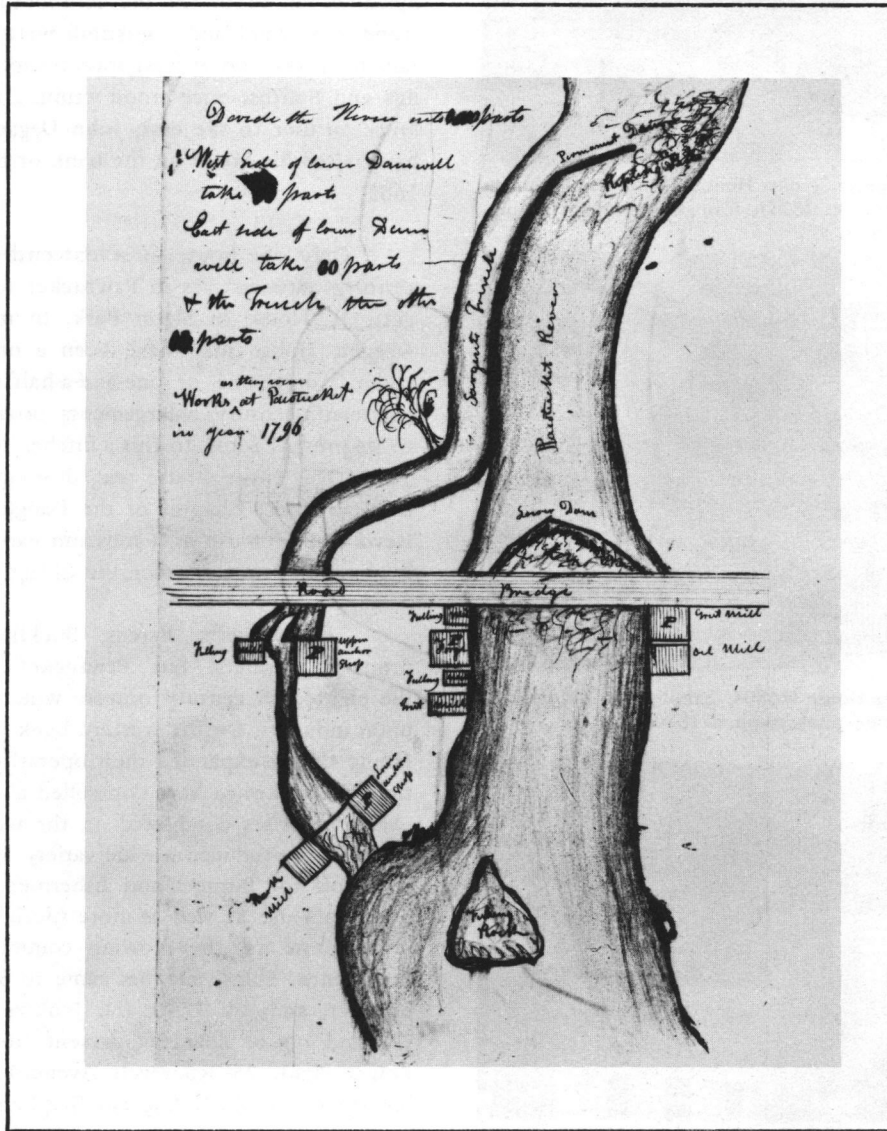 Devide the River into parts
West Side of lower Dam will
take parts
East side of lower Dam
will take parts
& the Trench the other
parts
as they were
Works at Pawtucket
in year 1796
Permanent Dam
Sargents Trench
Pawtucket River
Lower Dam
Road
Bridge
Fulling
Upper
anchor
Shop
Fulling
Fulling
Grist
Grist Mill
Oil Mill
Lower
anchor
Shop
Mill
Fishing
Rock